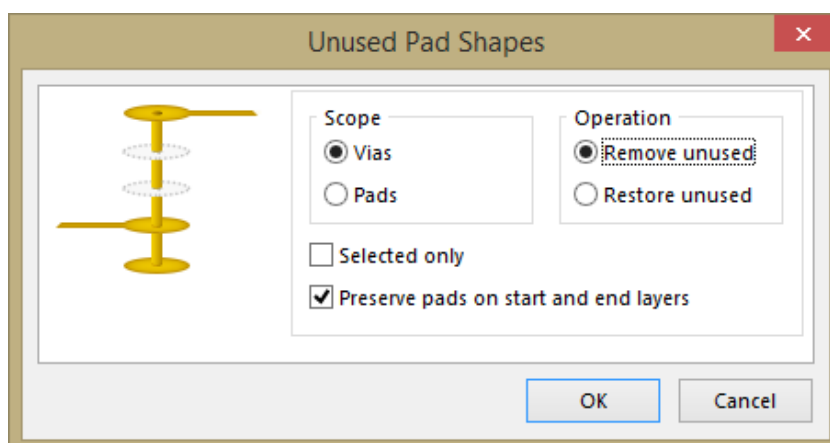 Unused Pad Shapes
Scope
Vias
Pads
Operation
Remove unused
Restore unused
Selected only
Preserve pads on start and end layers
OK
Cancel